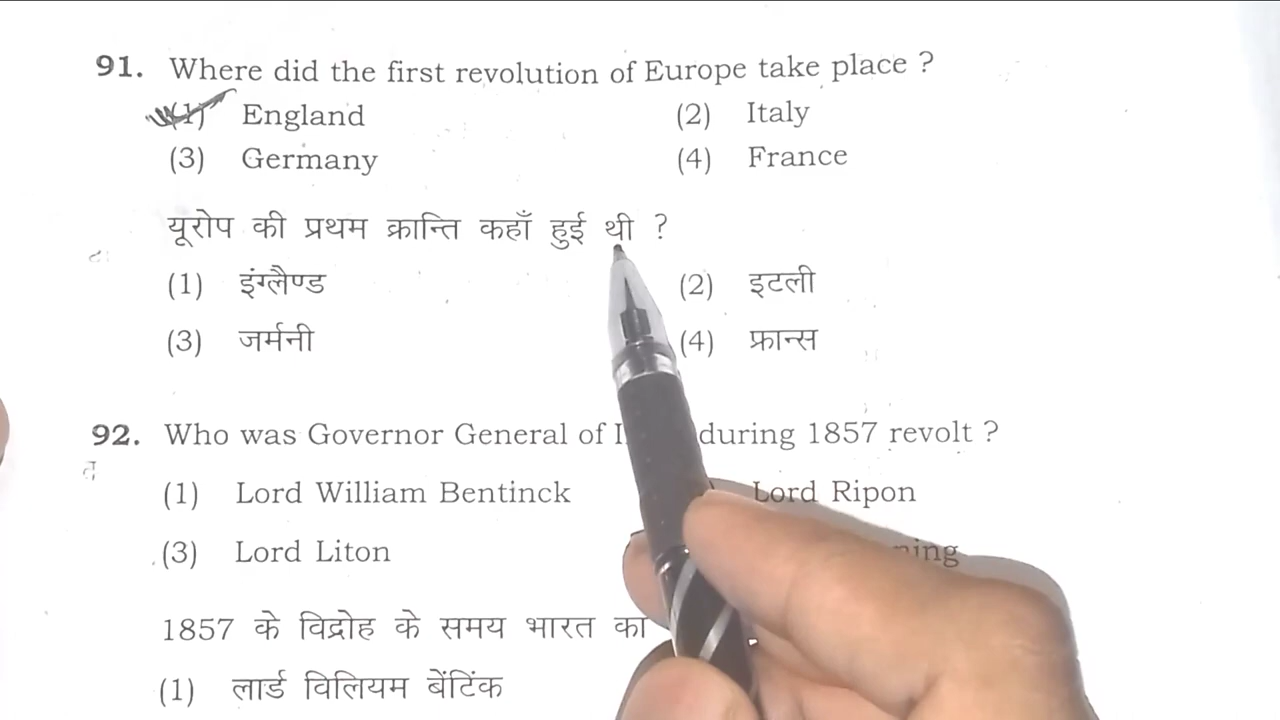 91. Where did the first revolution of Europe take place ?
(1) England (2) Italy
(3) Germany (4) France
यूरोप की प्रथम क्रान्ति कहाँ हुई थी ?
(1) इंग्लैण्ड (2) इटली
(3) जर्मनी (4) फ्रान्स
92. Who was Governor General of during 1857 revolt ?
(1) Lord William Bentinck Lord Ripon
(3) Lord Liton
1857 के विद्रोह के समय भारत का
(1) लार्ड विलियम बेंटिंक